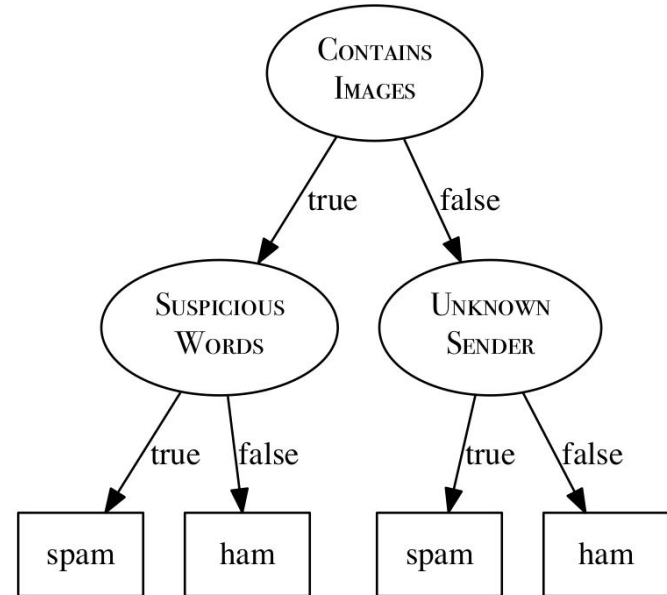 CONTAINS
IMAGES
true
false
SUSPICIOUS
WORDS
UNKNOWN
SENDER
true
false
true
false
spam
ham
spam
ham